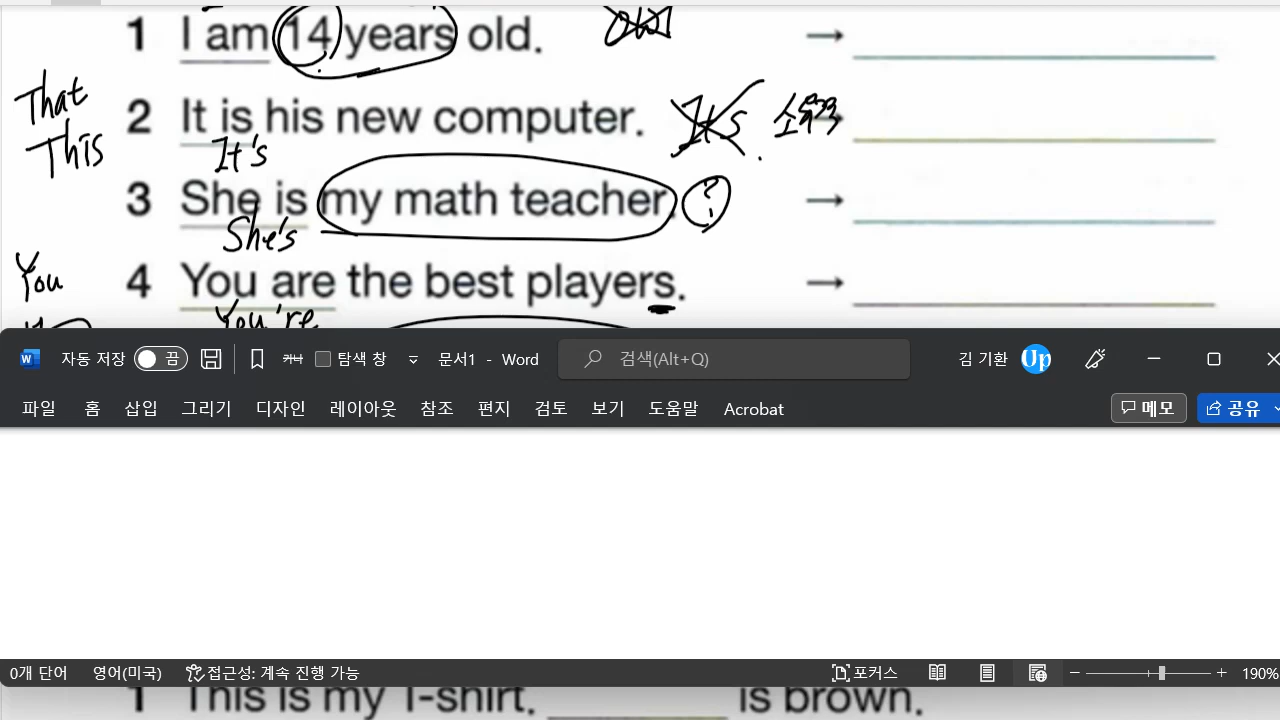 1 I am 14 years old. →
That
2 It is his new computer. It's
This It's
3 She is my math teacher. ? →
She's
You 4 You are the best players. →
You're
자동 저장 끔 탐색 창 문서1 - Word 검색(Alt+Q) 김 기환 Up
파일 홈 삽입 그리기 디자인 레이아웃 참조 편지 검토 보기 도움말 Acrobat 메모 공유
0개 단어 영어(미국) 접근성: 계속 진행 가능 포커스 190%
1 This is my T-shirt. ________ is brown.